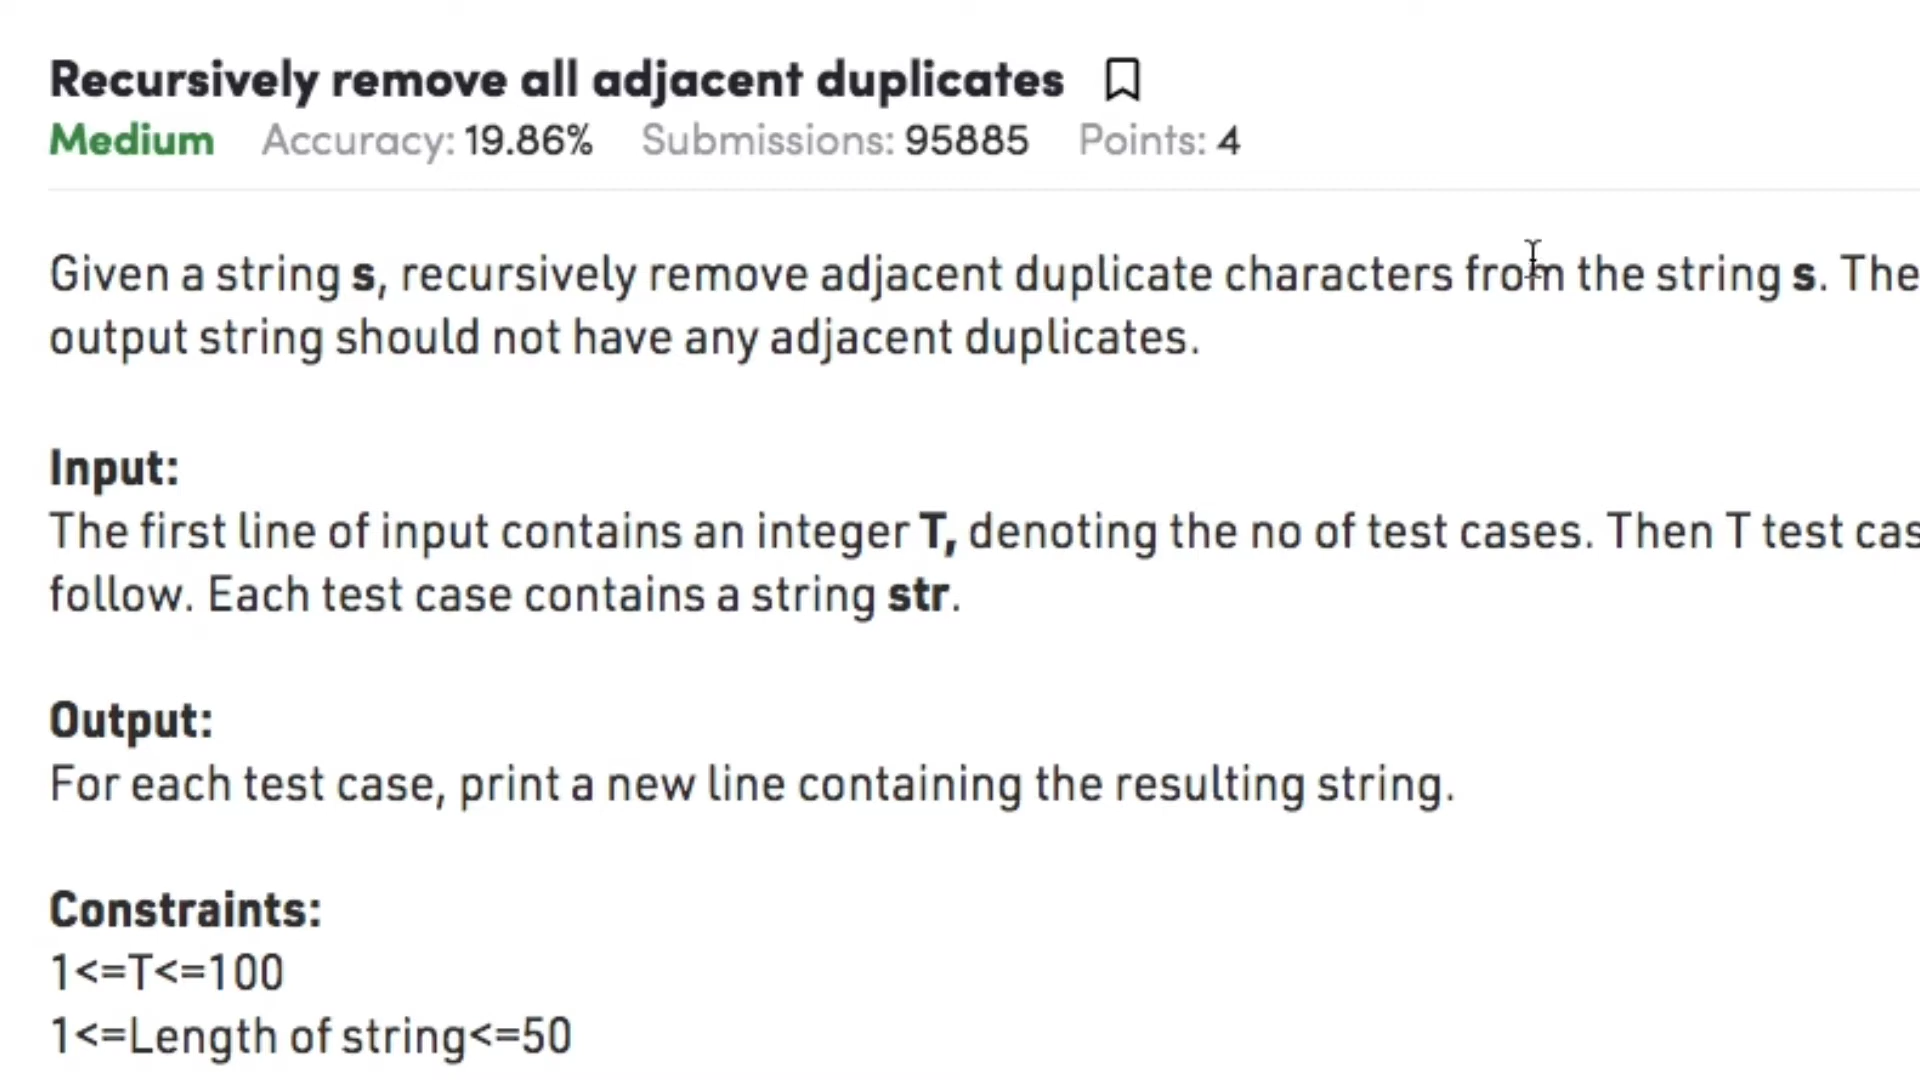 Recursively remove all adjacent duplicates
Medium Accuracy: 19.86% Submissions: 95885 Points: 4
Given a string s, recursively remove adjacent duplicate characters from the string s. The
output string should not have any adjacent duplicates.
Input:
The first line of input contains an integer T, denoting the no of test cases. Then T test cas
follow. Each test case contains a string str.
Output:
For each test case, print a new line containing the resulting string.
Constraints:
1<=T<=100
1<=Length of string<=50